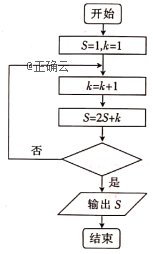 开始
S=1,k=1
@正确云
k=k+1
S=2S+k
否
是
输出 S
结束